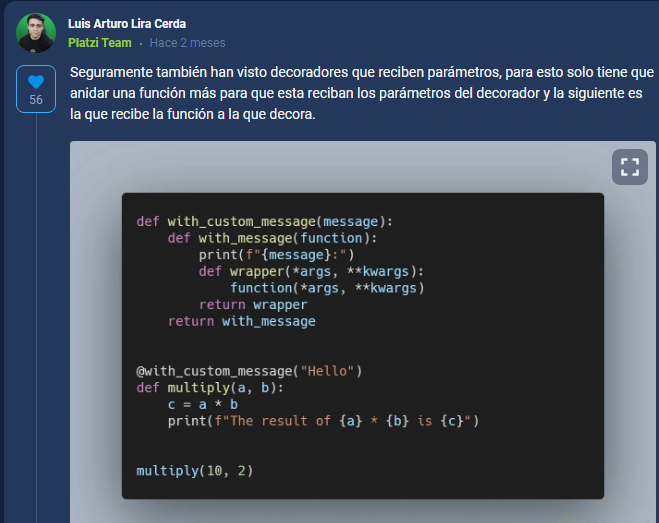 Luis Arturo Lira Cerda
Platzi Team · Hace 2 meses
56
Seguramente también han visto decoradores que reciben parámetros, para esto solo tiene que
anidar una función más para que esta reciban los parámetros del decorador y la siguiente es
la que recibe la función a la que decora.
def with_custom_message(message):
    def with_message(function):
        print(f"{message}:")
        def wrapper(*args, **kwargs):
            function(*args, **kwargs)
        return wrapper
    return with_message
@with_custom_message("Hello")
def multiply(a, b):
    c = a * b
    print(f"The result of {a} * {b} is {c}")
multiply(10, 2)